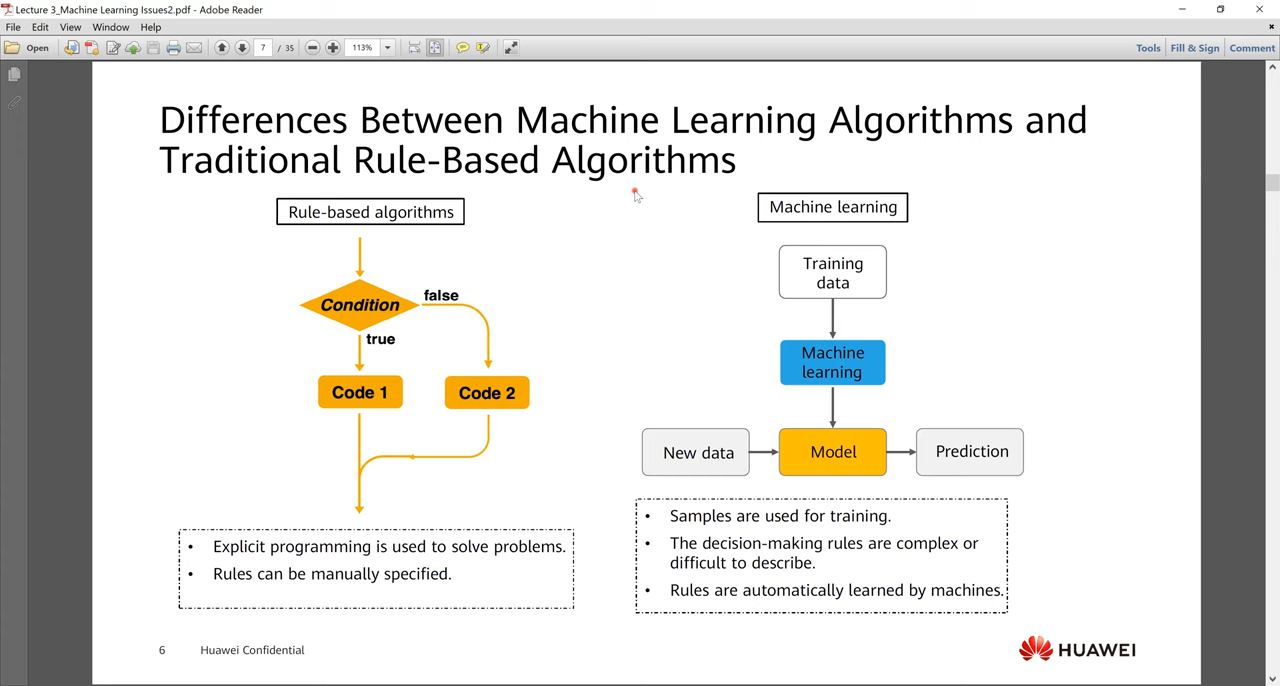 Lecture 3_Machine Learning Issues2.pdf - Adobe Reader
File Edit View Window Help
Open 7 / 35 113% Tools Fill & Sign Comment
Differences Between Machine Learning Algorithms and
Traditional Rule-Based Algorithms
Rule-based algorithms
Condition
false
true
Code 1
Code 2
• Explicit programming is used to solve problems.
• Rules can be manually specified.
Machine learning
Training
data
Machine
learning
New data
Model
Prediction
• Samples are used for training.
• The decision-making rules are complex or
difficult to describe.
• Rules are automatically learned by machines.
6 Huawei Confidential
HUAWEI